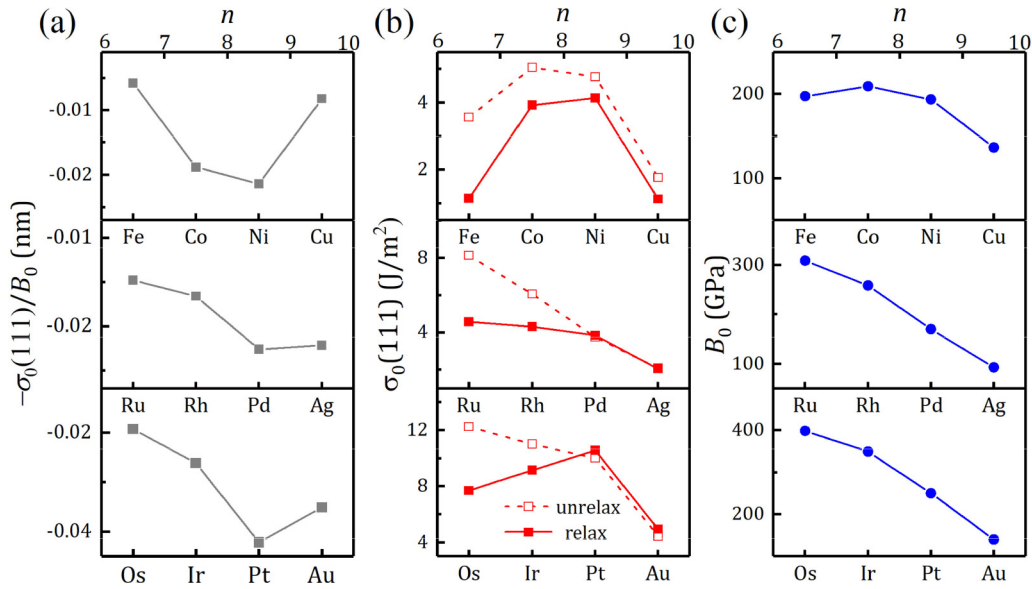 (a)
n
6 7 8 9 10
-0.01
-0.02
Fe Co Ni Cu
-0.01
-0.02
Ru Rh Pd Ag
-0.02
-0.04
Os Ir Pt Au
−σ₀(111)/B₀ (nm)
(b)
n
6 7 8 9 10
4
2
Fe Co Ni Cu
8
4
Ru Rh Pd Ag
12
8
4
unrelax
relax
Os Ir Pt Au
σ₀(111) (J/m²)
(c)
n
6 7 8 9 10
200
100
Fe Co Ni Cu
300
100
Ru Rh Pd Ag
400
200
Os Ir Pt Au
B₀ (GPa)